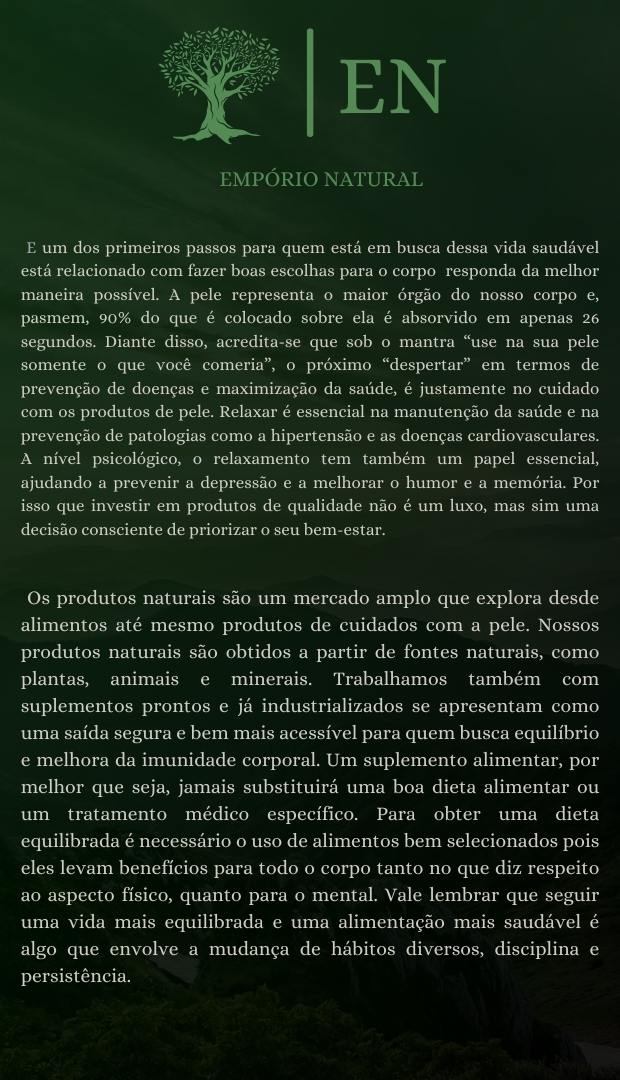 EN
EMPÓRIO NATURAL
E um dos primeiros passos para quem está em busca dessa vida saudável
está relacionado com fazer boas escolhas para o corpo responda da melhor
maneira possível. A pele representa o maior órgão do nosso corpo e,
pasmem, 90% do que é colocado sobre ela é absorvido em apenas 26
segundos. Diante disso, acredita-se que sob o mantra “use na sua pele
somente o que você comeria”, o próximo “despertar” em termos de
prevenção de doenças e maximização da saúde, é justamente no cuidado
com os produtos de pele. Relaxar é essencial na manutenção da saúde e na
prevenção de patologias como a hipertensão e as doenças cardiovasculares.
A nível psicológico, o relaxamento tem também um papel essencial,
ajudando a prevenir a depressão e a melhorar o humor e a memória. Por
isso que investir em produtos de qualidade não é um luxo, mas sim uma
decisão consciente de priorizar o seu bem-estar.
Os produtos naturais são um mercado amplo que explora desde
alimentos até mesmo produtos de cuidados com a pele. Nossos
produtos naturais são obtidos a partir de fontes naturais, como
plantas, animais e minerais. Trabalhamos também com
suplementos prontos e já industrializados se apresentam como
uma saída segura e bem mais acessível para quem busca equilíbrio
e melhora da imunidade corporal. Um suplemento alimentar, por
melhor que seja, jamais substituirá uma boa dieta alimentar ou
um tratamento médico específico. Para obter uma dieta
equilibrada é necessário o uso de alimentos bem selecionados pois
eles levam benefícios para todo o corpo tanto no que diz respeito
ao aspecto físico, quanto para o mental. Vale lembrar que seguir
uma vida mais equilibrada e uma alimentação mais saudável é
algo que envolve a mudança de hábitos diversos, disciplina e
persistência.